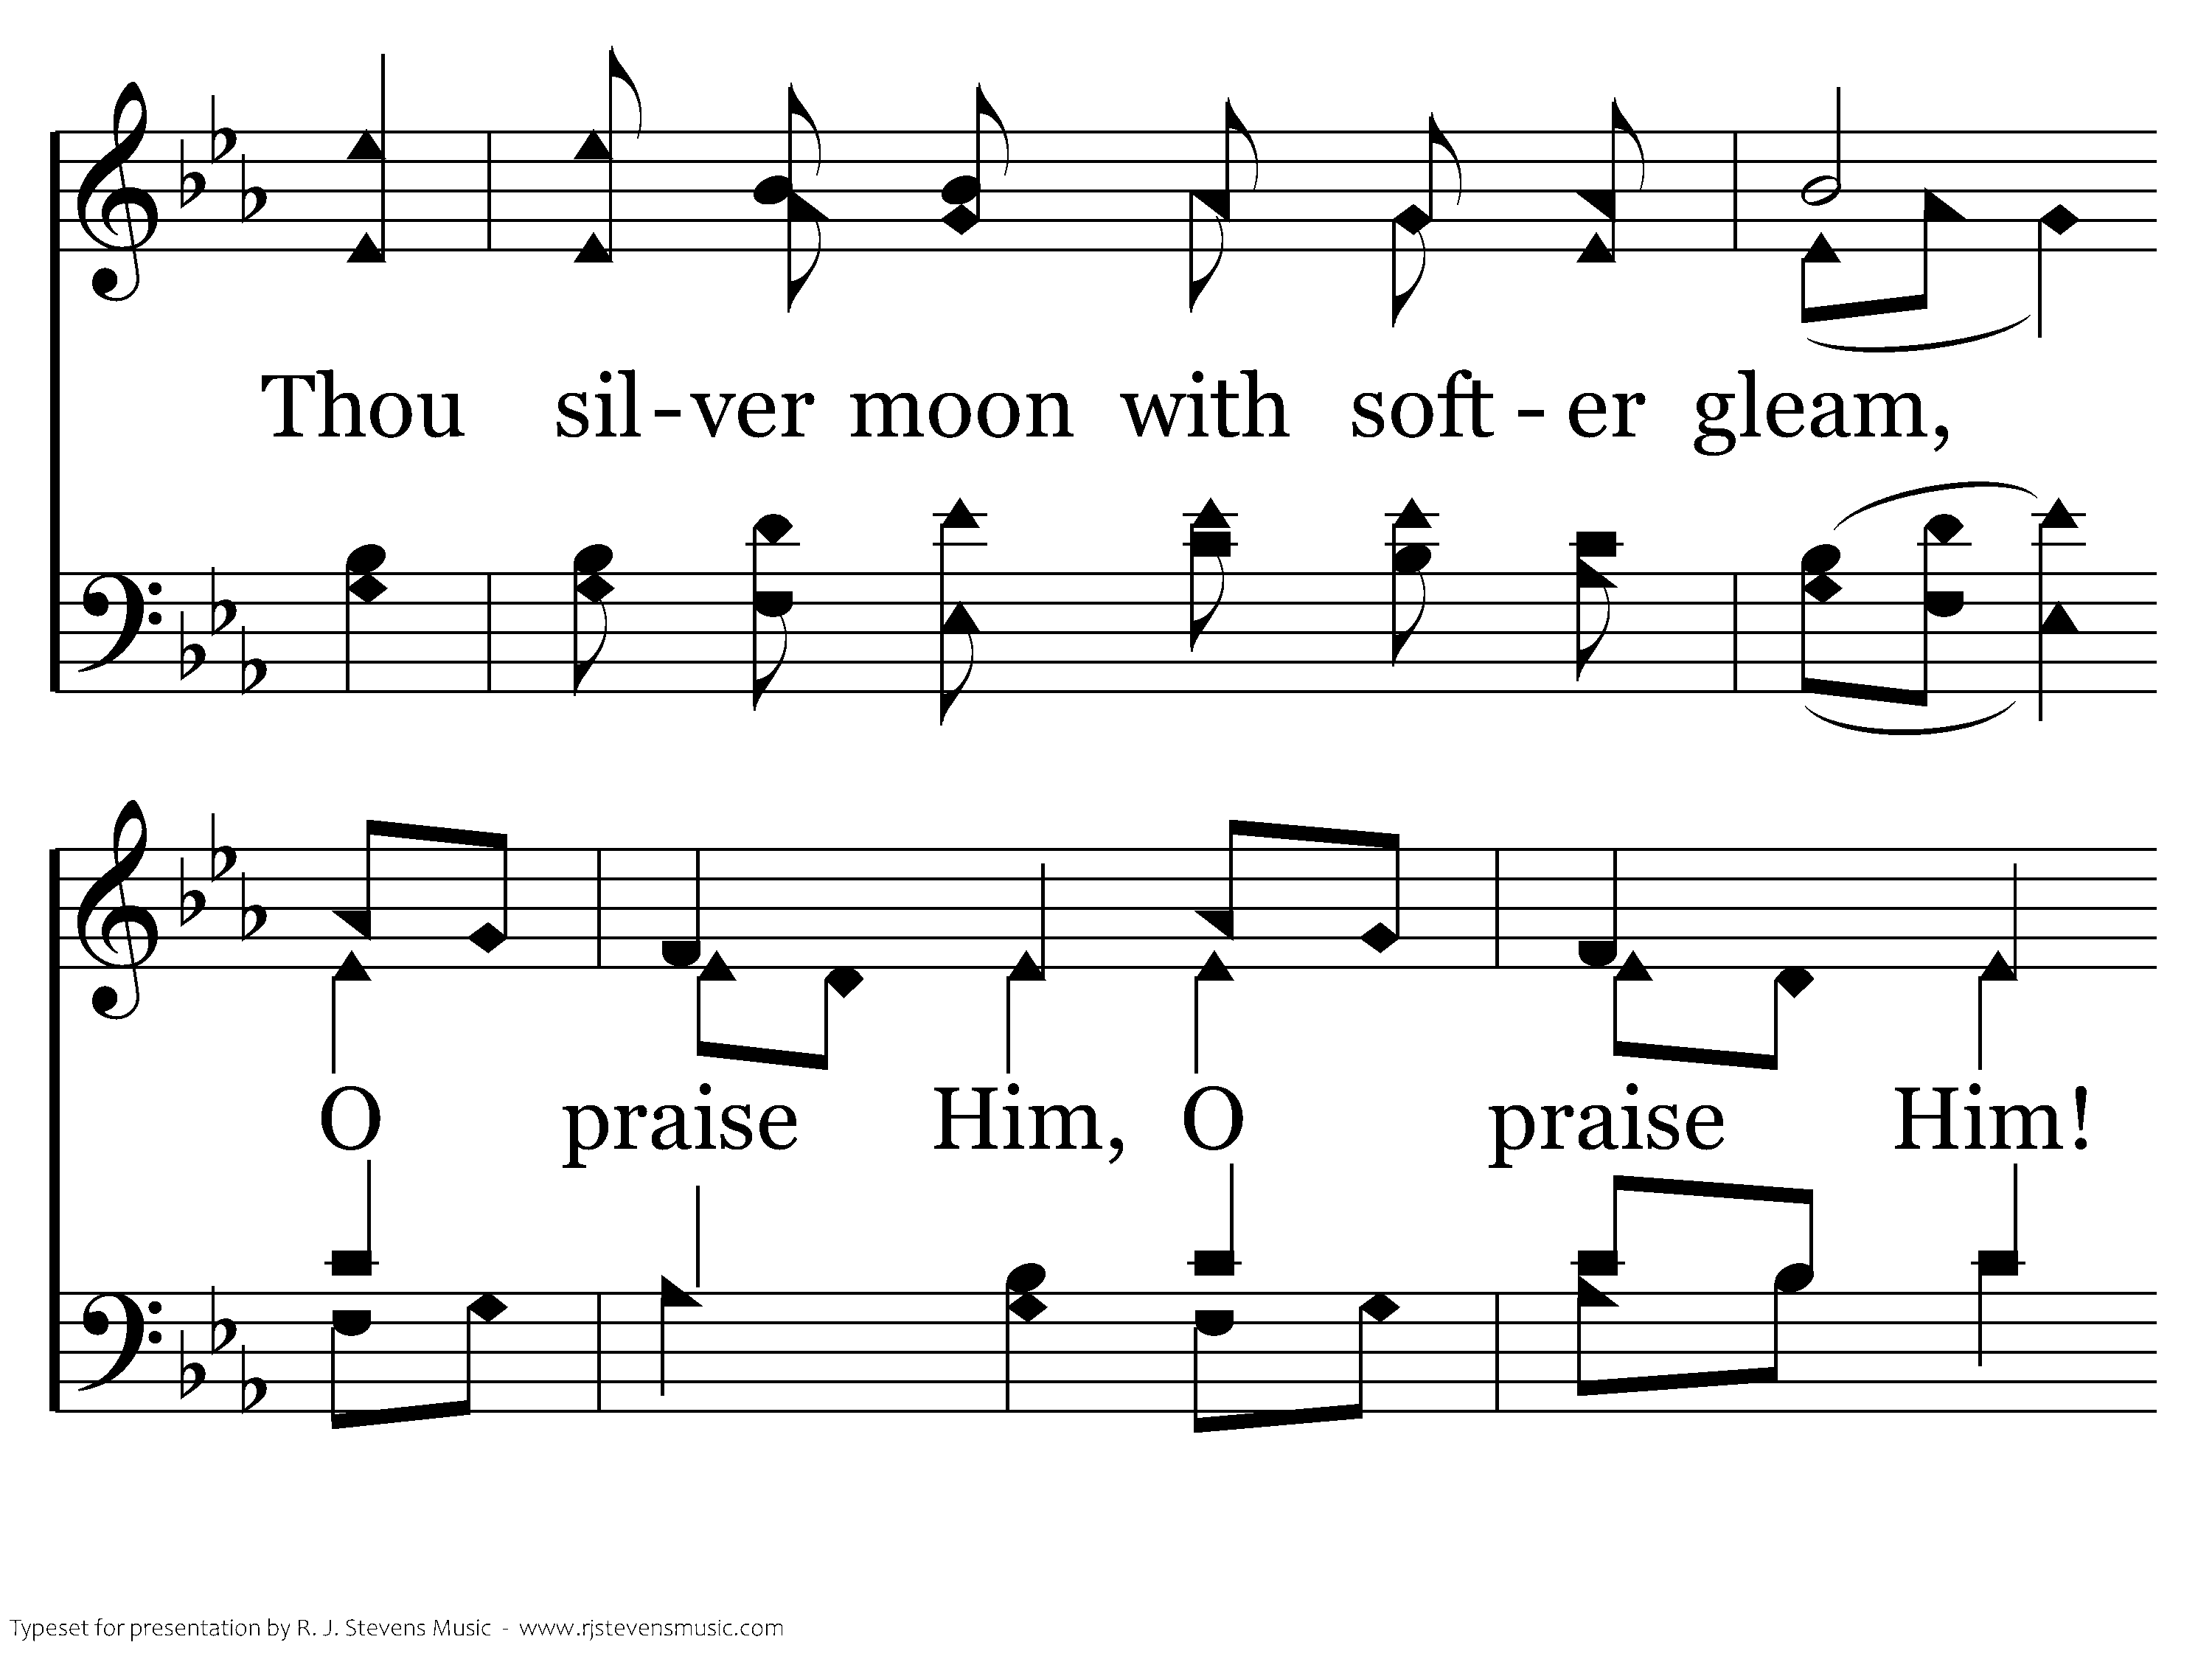 Thou sil-ver moon with soft - er gleam,
O praise Him, O praise Him!
Typeset for presentation by R. J. Stevens Music - www.rjstevensmusic.com